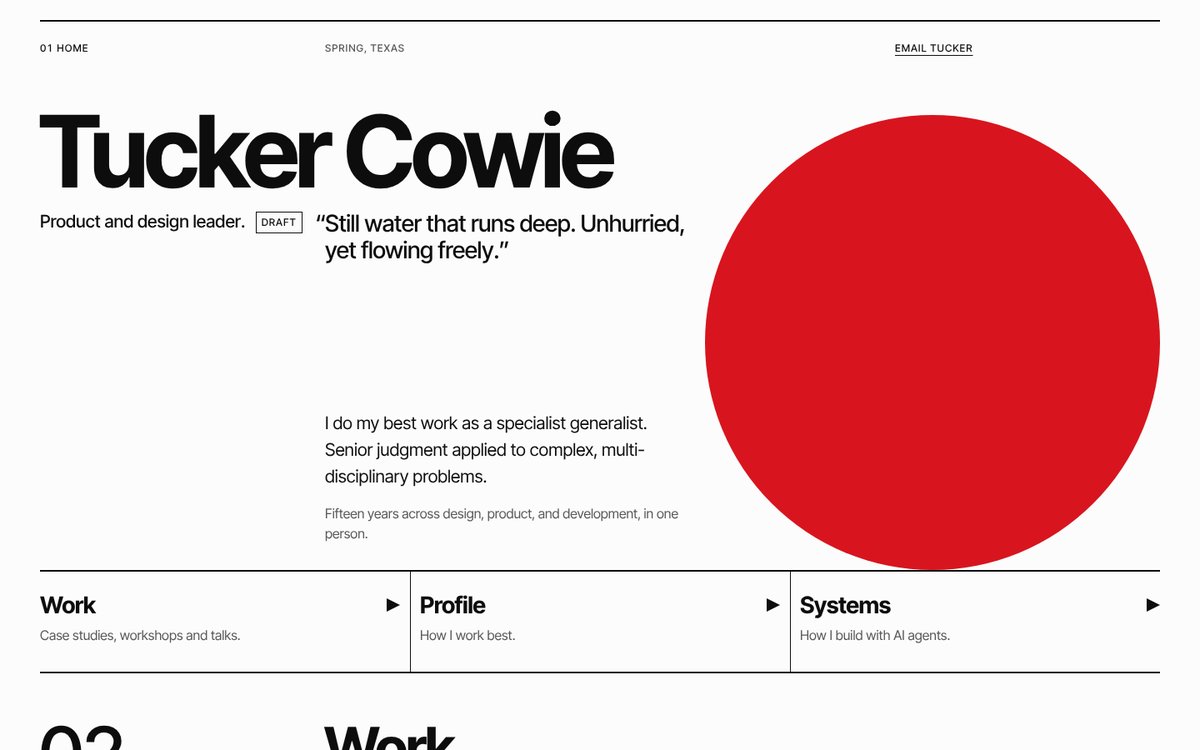 01 HOME
SPRING, TEXAS
EMAIL TUCKER
Tucker Cowie
Product and design leader.
DRAFT
“Still water that runs deep. Unhurried,
yet flowing freely.”
I do my best work as a specialist generalist.
Senior judgment applied to complex, multi-
disciplinary problems.
Fifteen years across design, product, and development, in one
person.
Work
Case studies, workshops and talks.
Profile
How I work best.
Systems
How I build with AI agents.
02
Work